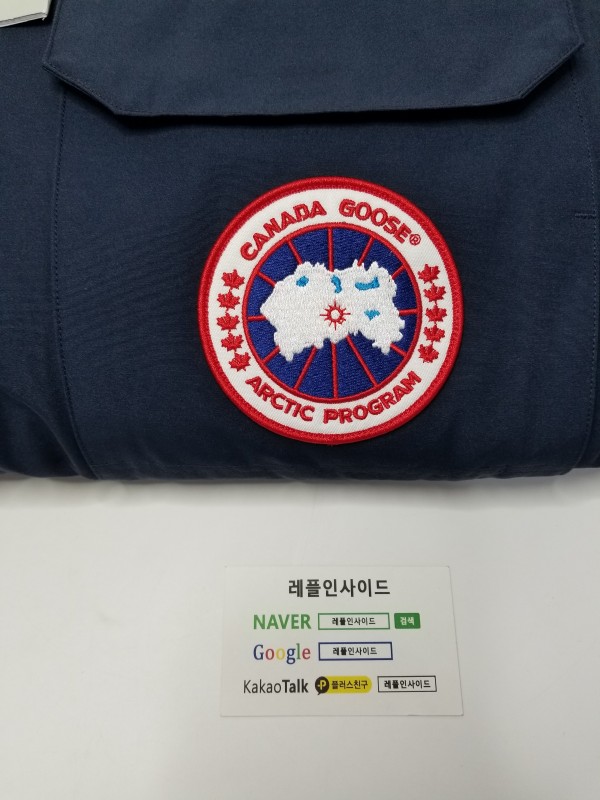 CANADA GOOSE®
ARCTIC PROGRAM
레플인사이드
NAVER 레플인사이드 검색
Google 레플인사이드
KakaoTalk P 플러스친구 레플인사이드